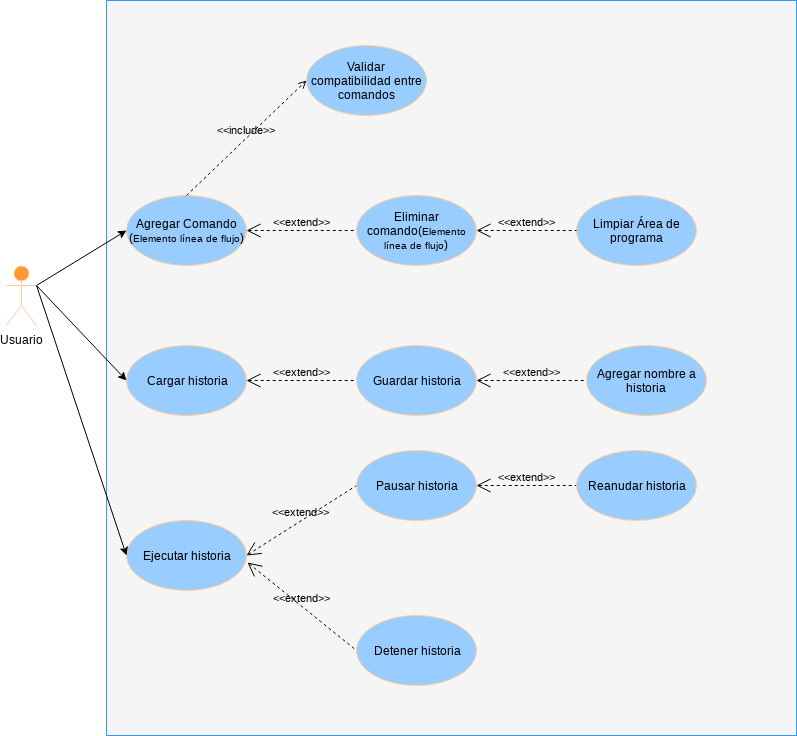 Validar
compatibilidad entre
comandos
<<include>>
Agregar Comando
(Elemento línea de flujo)
<<extend>>
Eliminar
comando(Elemento
línea de flujo)
<<extend>>
Limpiar Área de
programa
Usuario
Cargar historia
<<extend>>
Guardar historia
<<extend>>
Agregar nombre a
historia
Pausar historia
<<extend>>
Reanudar historia
<<extend>>
Ejecutar historia
<<extend>>
Detener historia